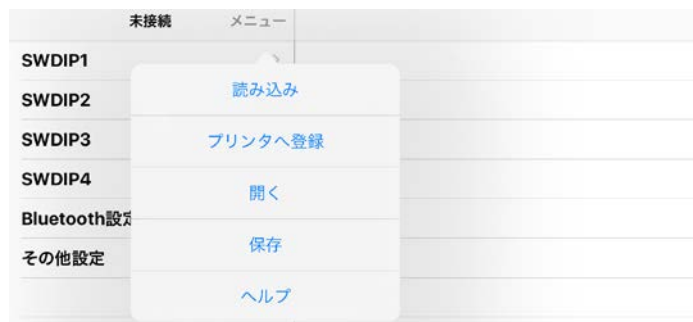 未接続 メニュー
SWDIP1
読み込み
SWDIP2
SWDIP3
プリンタへ登録
SWDIP4
開く
Bluetooth設定
保存
その他設定
ヘルプ